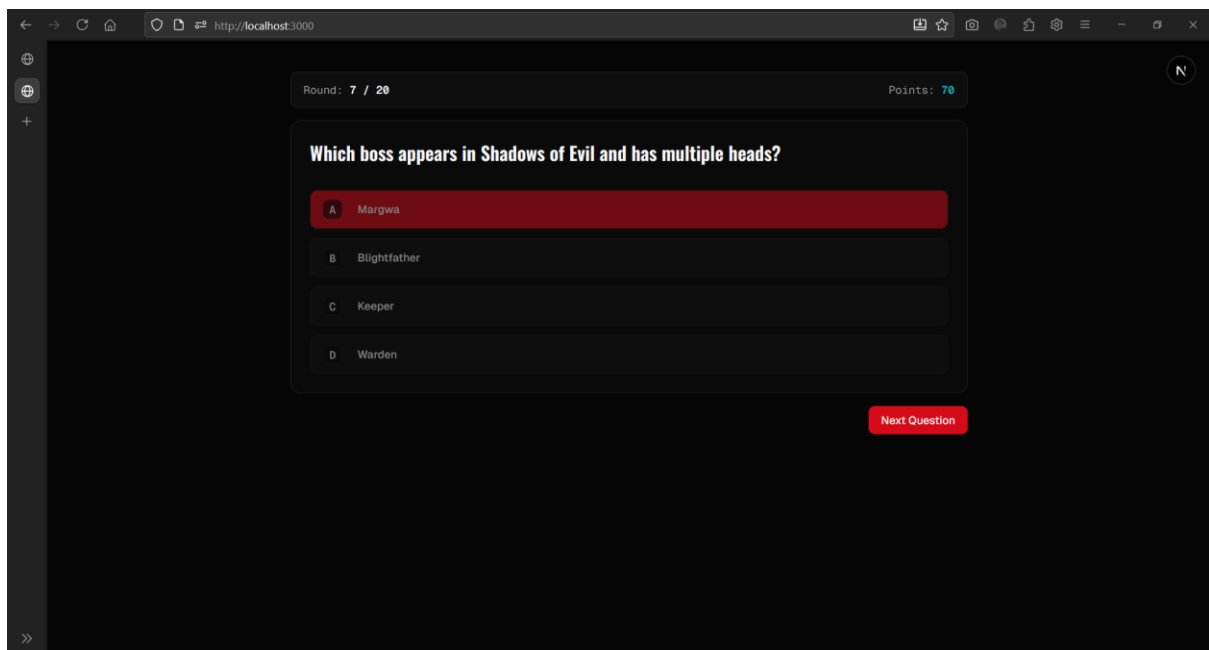 http://localhost:3000
N
Round: 7 / 20
Points: 70
Which boss appears in Shadows of Evil and has multiple heads?
A Margwa
B Blightfather
C Keeper
D Warden
Next Question